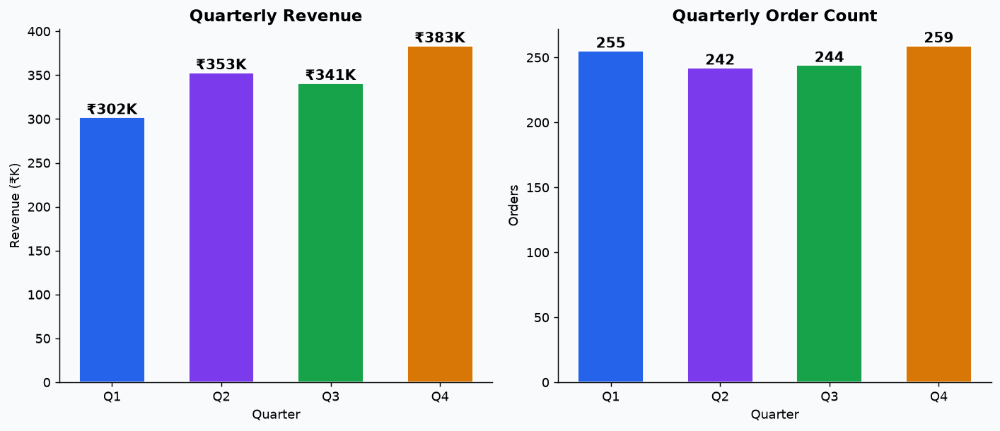 Quarterly Revenue
400
350
300
250
200
150
100
50
0
Revenue (₹K)
₹302K
₹353K
₹341K
₹383K
Q1 Q2 Q3 Q4
Quarter
Quarterly Order Count
250
200
150
100
50
0
Orders
255
242
244
259
Q1 Q2 Q3 Q4
Quarter